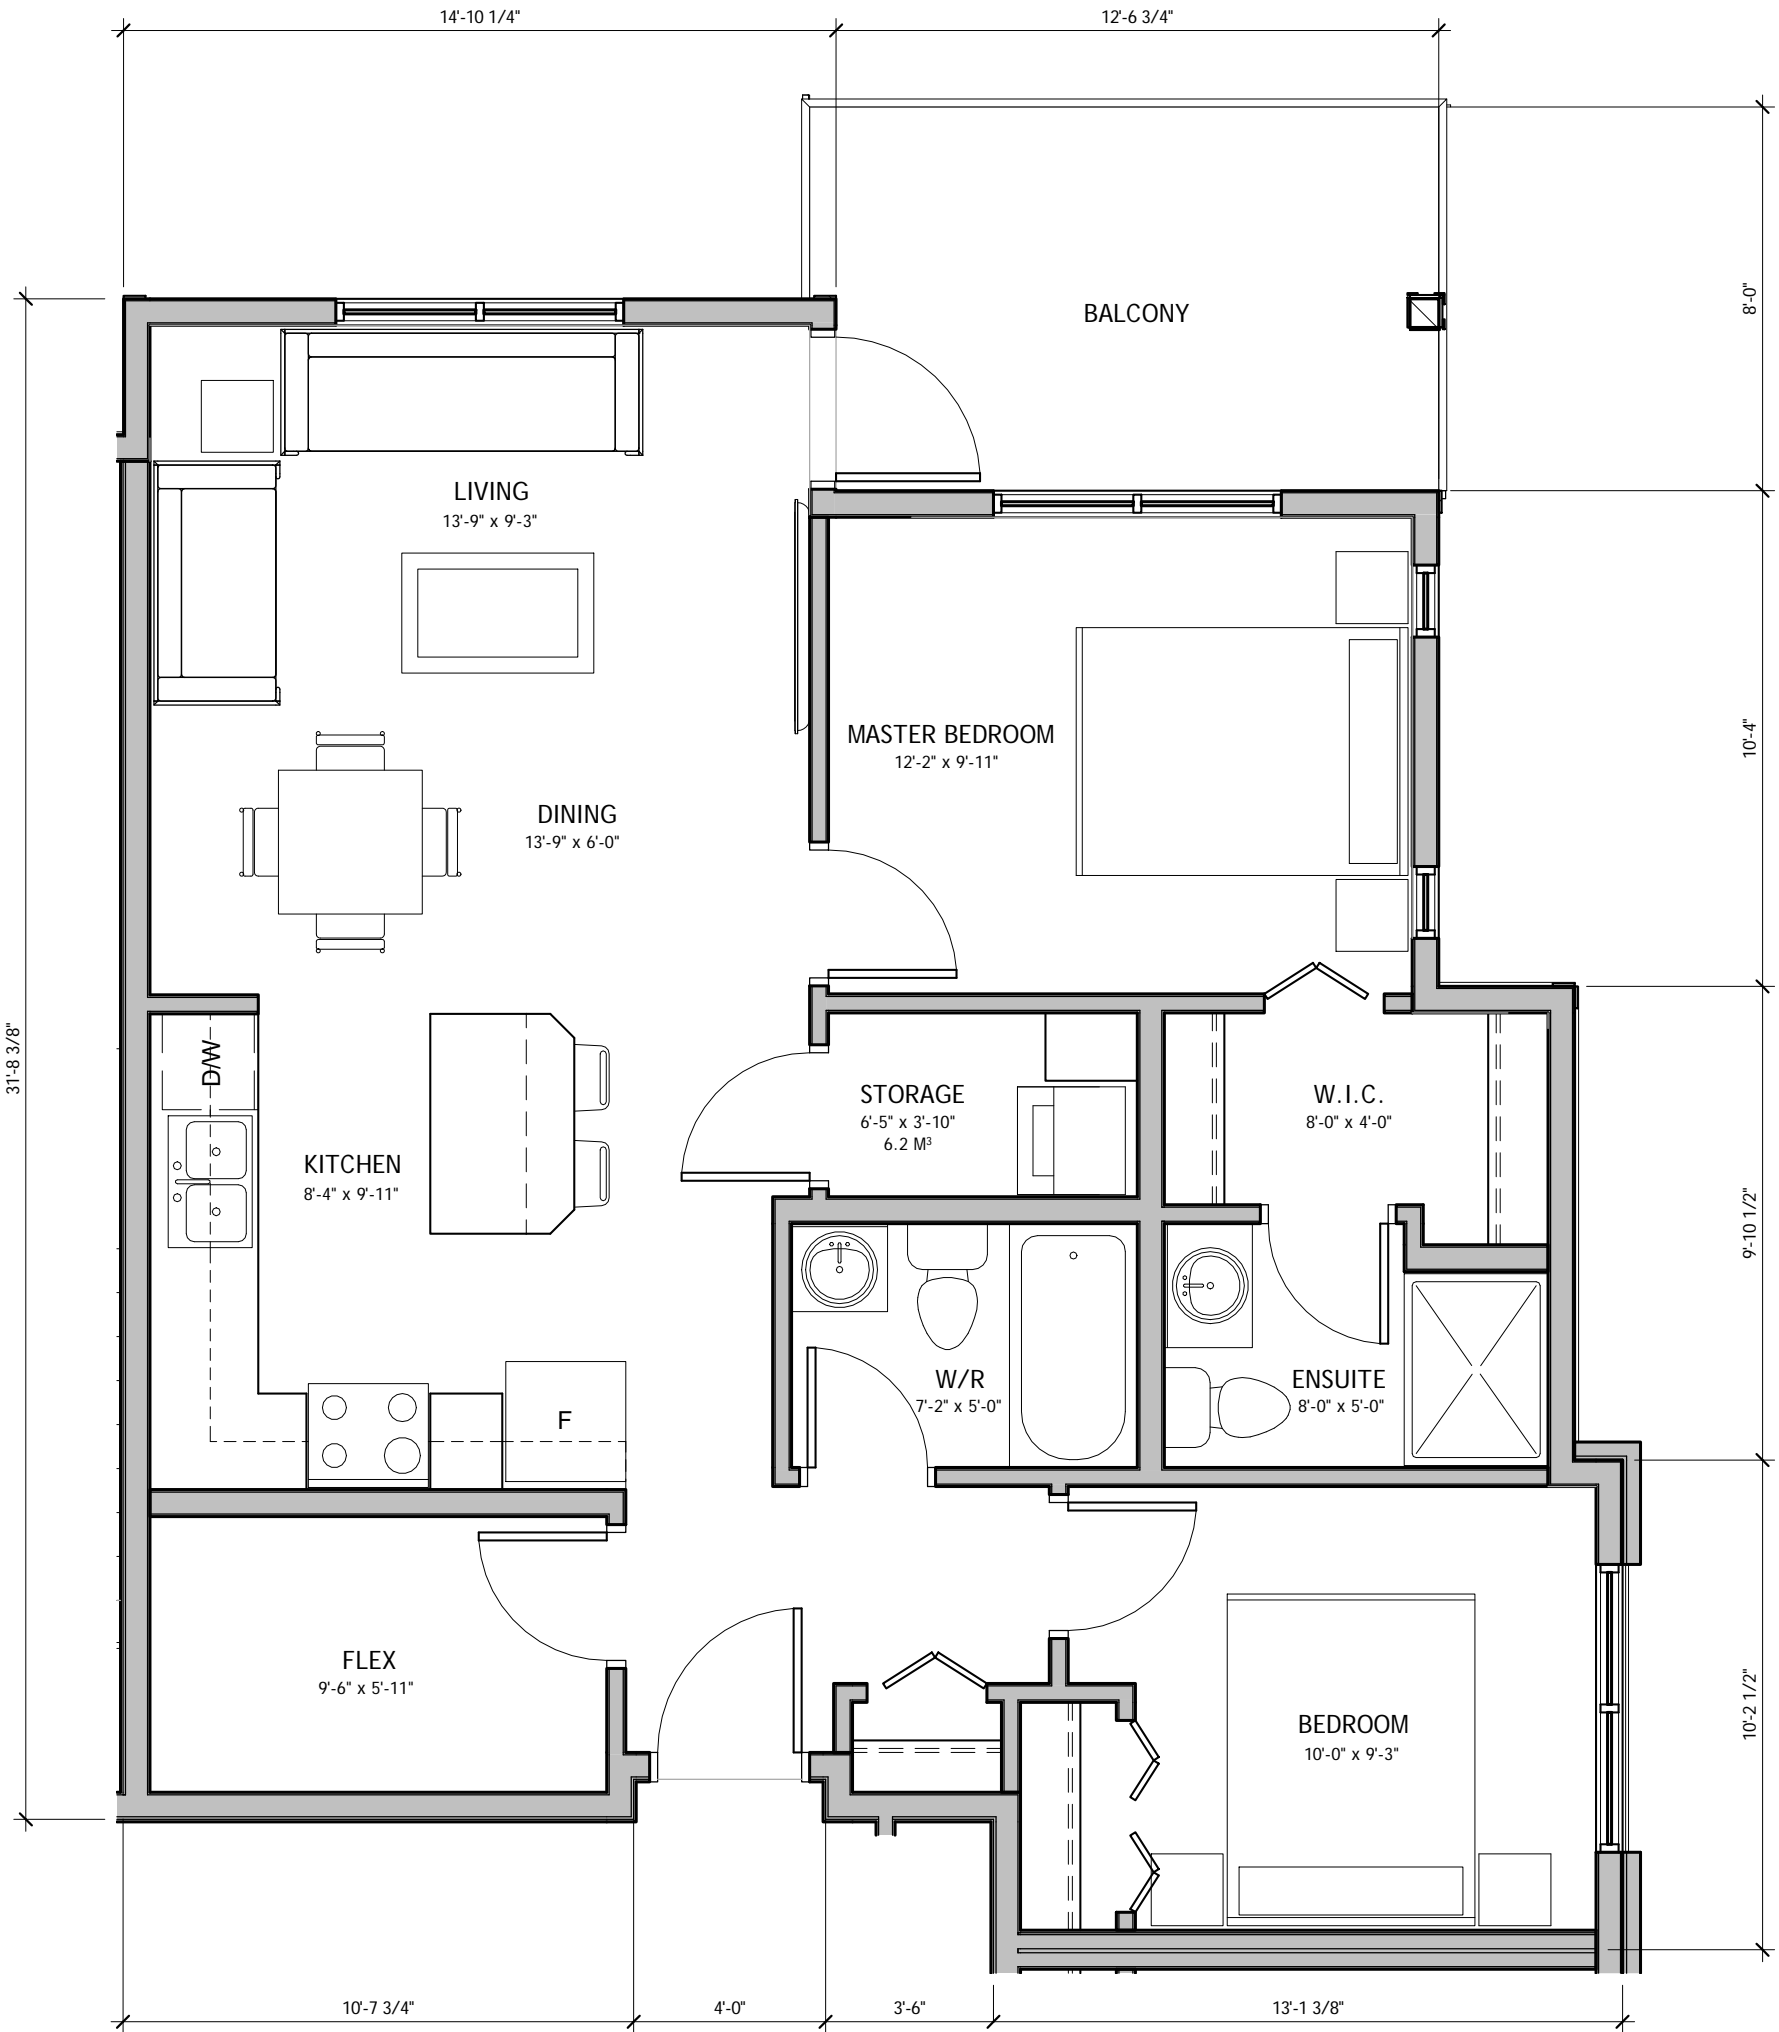 14'-10 1/4"
12'-6 3/4"
8'-0"
BALCONY
LIVING
13'-9" x 9'-3"
10'-4"
MASTER BEDROOM
12'-2" x 9'-11"
DINING
13'-9" x 6'-0"
31'-8 3/8"
D/W
STORAGE
6'-5" x 3'-10"
6.2 M³
W.I.C.
8'-0" x 4'-0"
KITCHEN
8'-4" x 9'-11"
9'-10 1/2"
W/R
7'-2" x 5'-0"
ENSUITE
8'-0" x 5'-0"
F
FLEX
9'-6" x 5'-11"
BEDROOM
10'-0" x 9'-3"
10'-2 1/2"
10'-7 3/4"
4'-0"
3'-6"
13'-1 3/8"